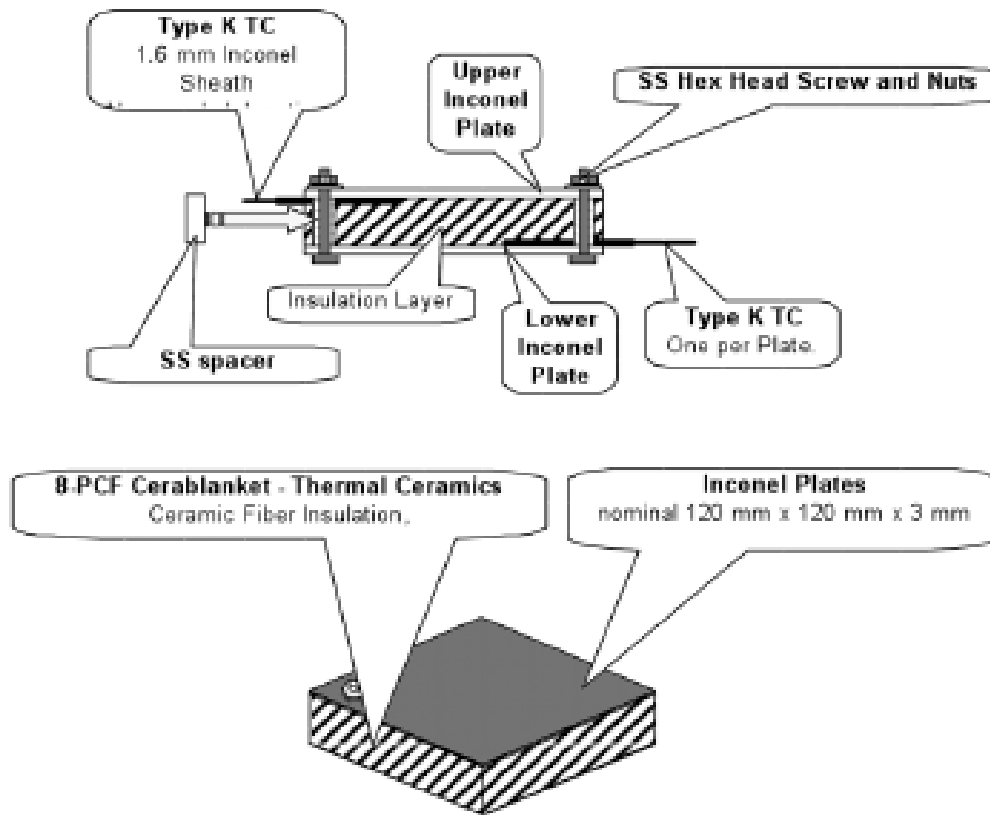 Type K TC
1.6 mm Inconel
Sheath
Upper
Inconel
Plate
SS Hex Head Screw and Nuts
Insulation Layer
Lower
Inconel
Plate
Type K TC
One per Plate.
SS spacer
8-PCF Cerablanket - Thermal Ceramics
Ceramic Fiber Insulation.
Inconel Plates
nominal 120 mm x 120 mm x 3 mm